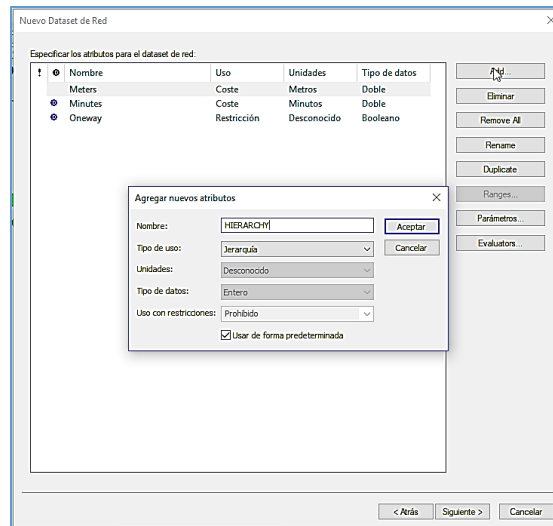 Nuevo Dataset de Red
Especificar los atributos para el dataset de red:
! Nombre Uso Unidades Tipo de datos
Meters Coste Metros Doble
Minutes Coste Minutos Doble
Oneway Restricción Desconocido Booleano
Add...
Eliminar
Remove All
Rename
Duplicate
Ranges...
Parámetros...
Evaluators...
Agregar nuevos atributos
Nombre: HIERARCHY
Aceptar
Tipo de uso: Jerarquía
Cancelar
Unidades: Desconocido
Tipo de datos: Entero
Uso con restricciones: Prohibido
Usar de forma predeterminada
< Atrás Siguiente > Cancelar